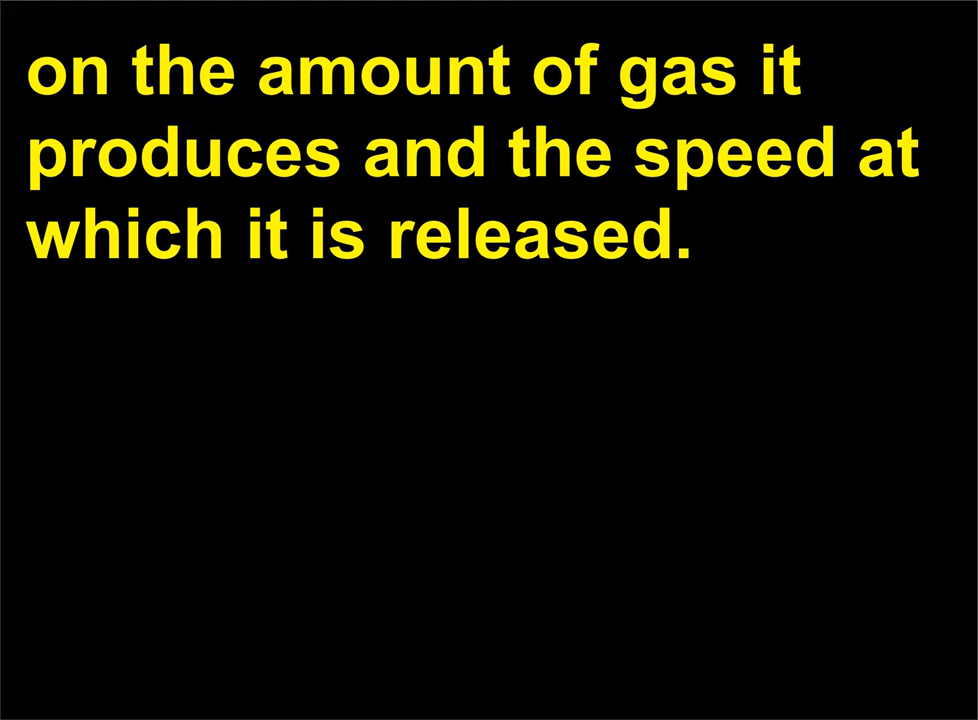 on the amount of gas it
produces and the speed at
which it is released.